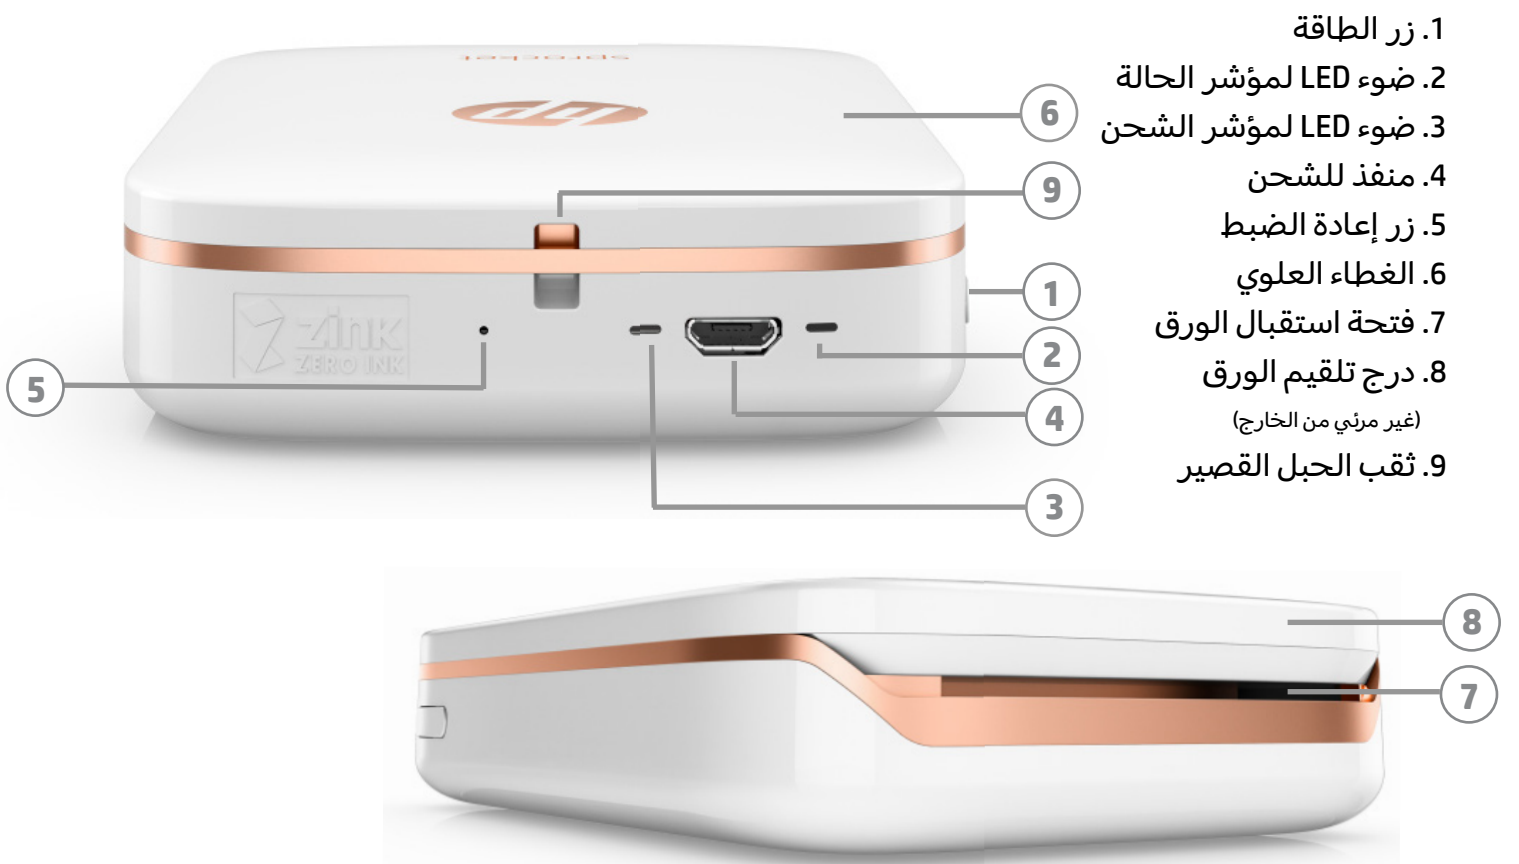 1. زر الطاقة
2. ضوء LED لمؤشر الحالة
3. ضوء LED لمؤشر الشحن
4. منفذ للشحن
5. زر إعادة الضبط
6. الغطاء العلوي
7. فتحة استقبال الورق
8. درج تلقيم الورق
(غير مرئي من الخارج)
9. ثقب الحبل القصير
sprocket
hp
6
9
zink
ZERO INK
1
2
5
4
3
8
7